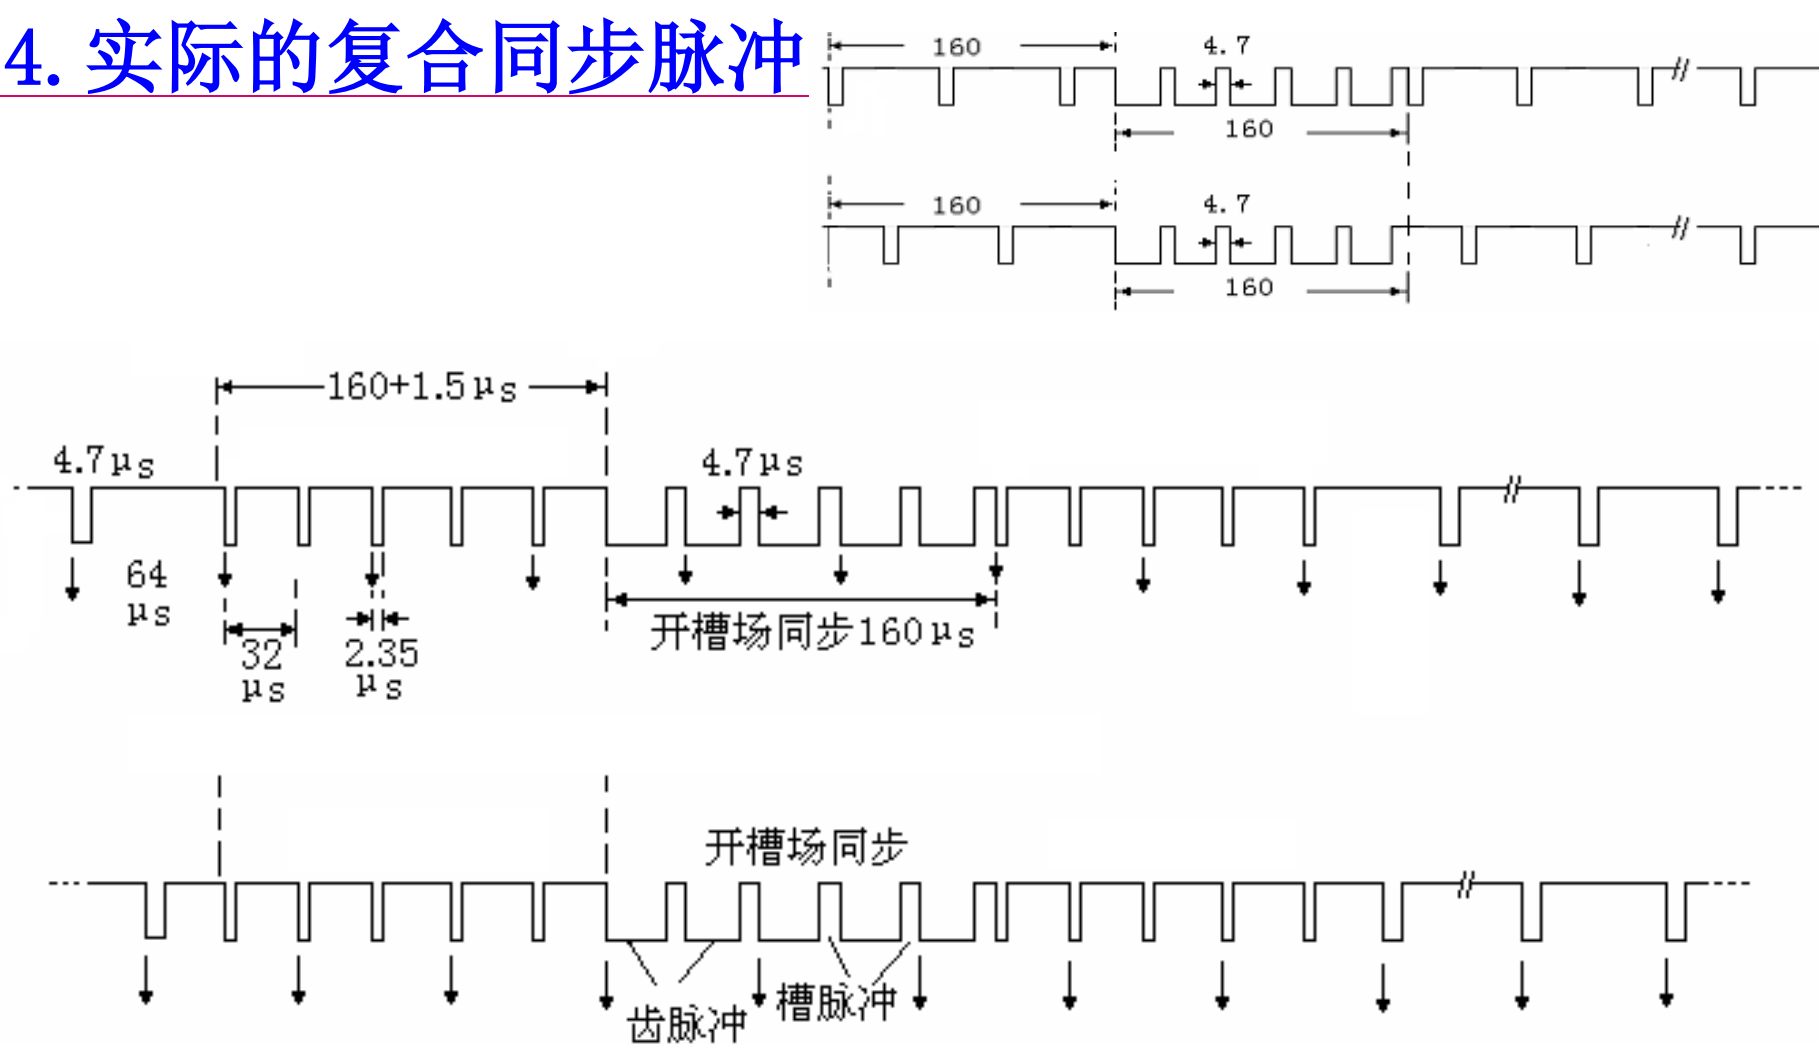 4.实际的复合同步脉冲
160
4.7
160
160
4.7
160
160+1.5μs
4.7μs
4.7μs
64
μs
32
μs
2.35
μs
开槽场同步160μs
开槽场同步
齿脉冲
槽脉冲